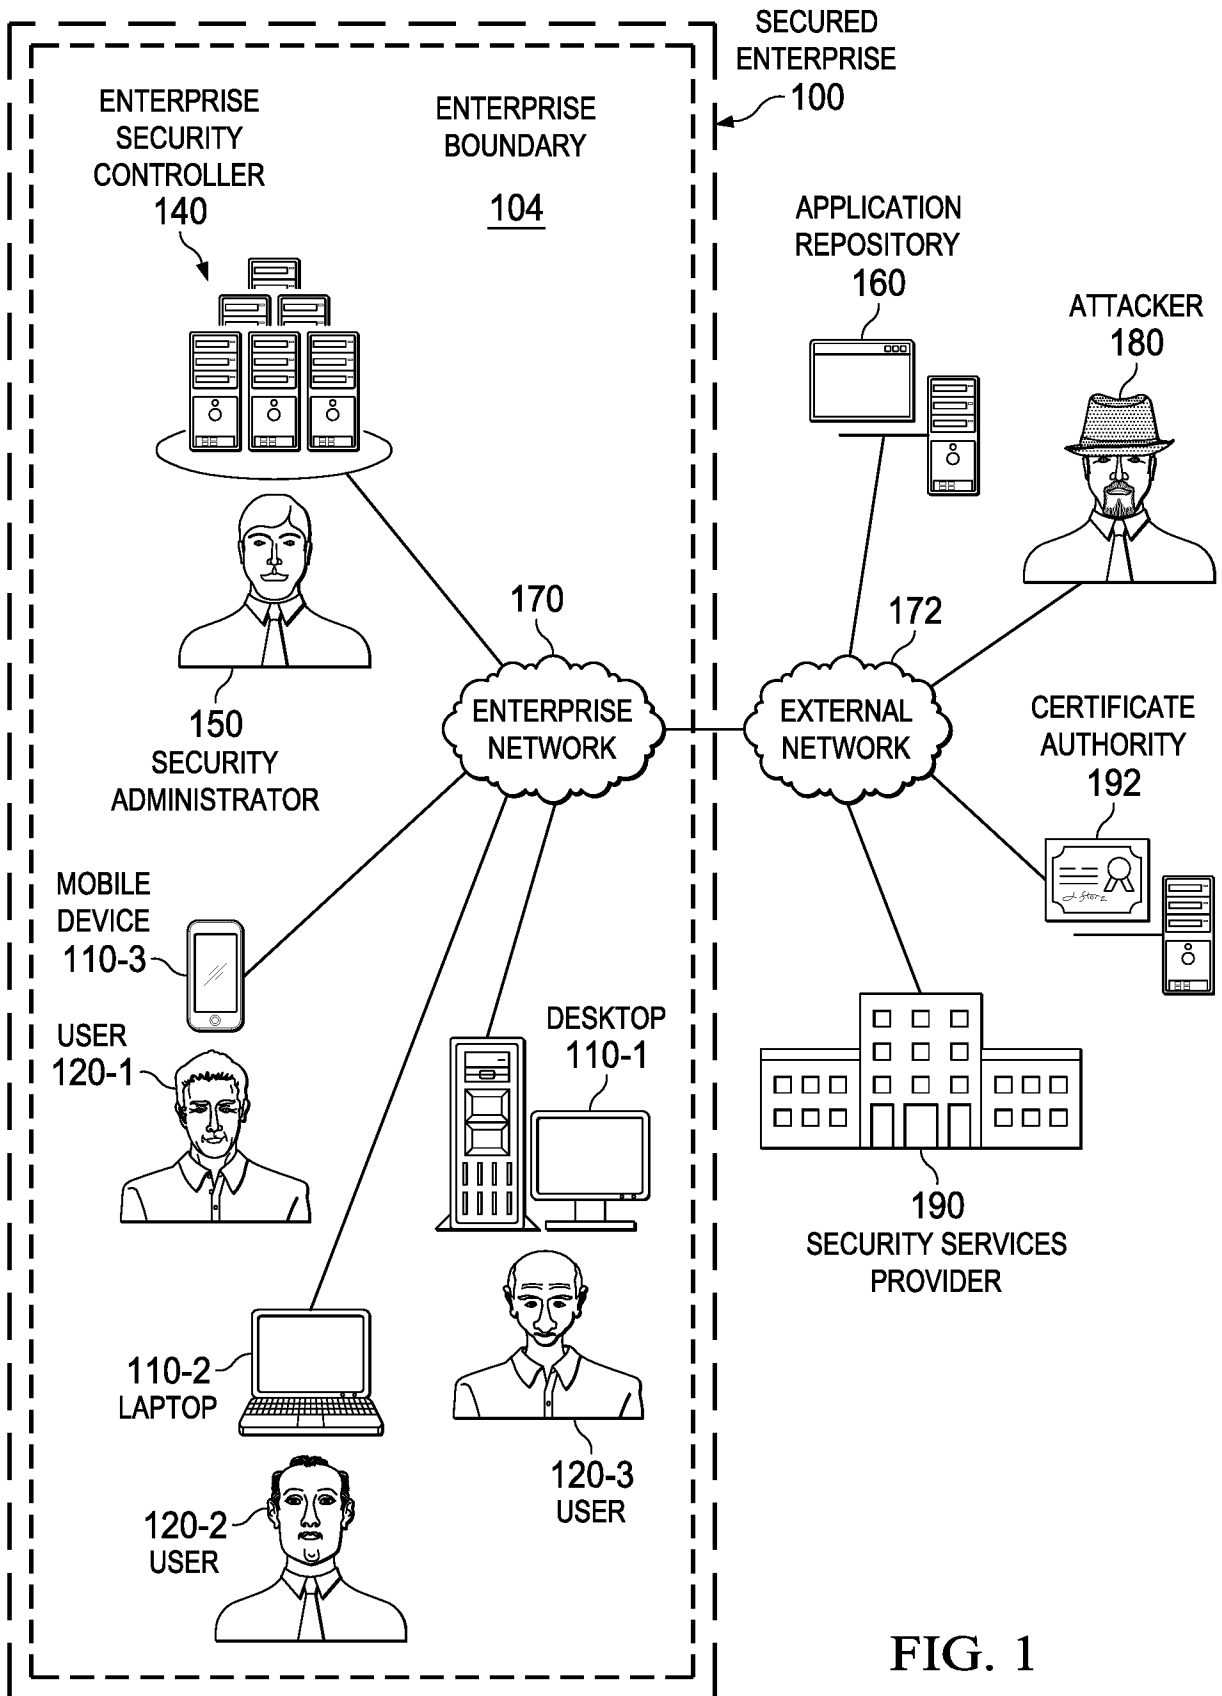 SECURED
ENTERPRISE
100
ENTERPRISE
SECURITY
CONTROLLER
140
ENTERPRISE
BOUNDARY
104
APPLICATION
REPOSITORY
160
ATTACKER
180
170
ENTERPRISE
NETWORK
172
EXTERNAL
NETWORK
150
SECURITY
ADMINISTRATOR
CERTIFICATE
AUTHORITY
192
MOBILE
DEVICE
110-3
USER
120-1
DESKTOP
110-1
190
SECURITY SERVICES
PROVIDER
110-2
LAPTOP
120-3
USER
120-2
USER
FIG. 1